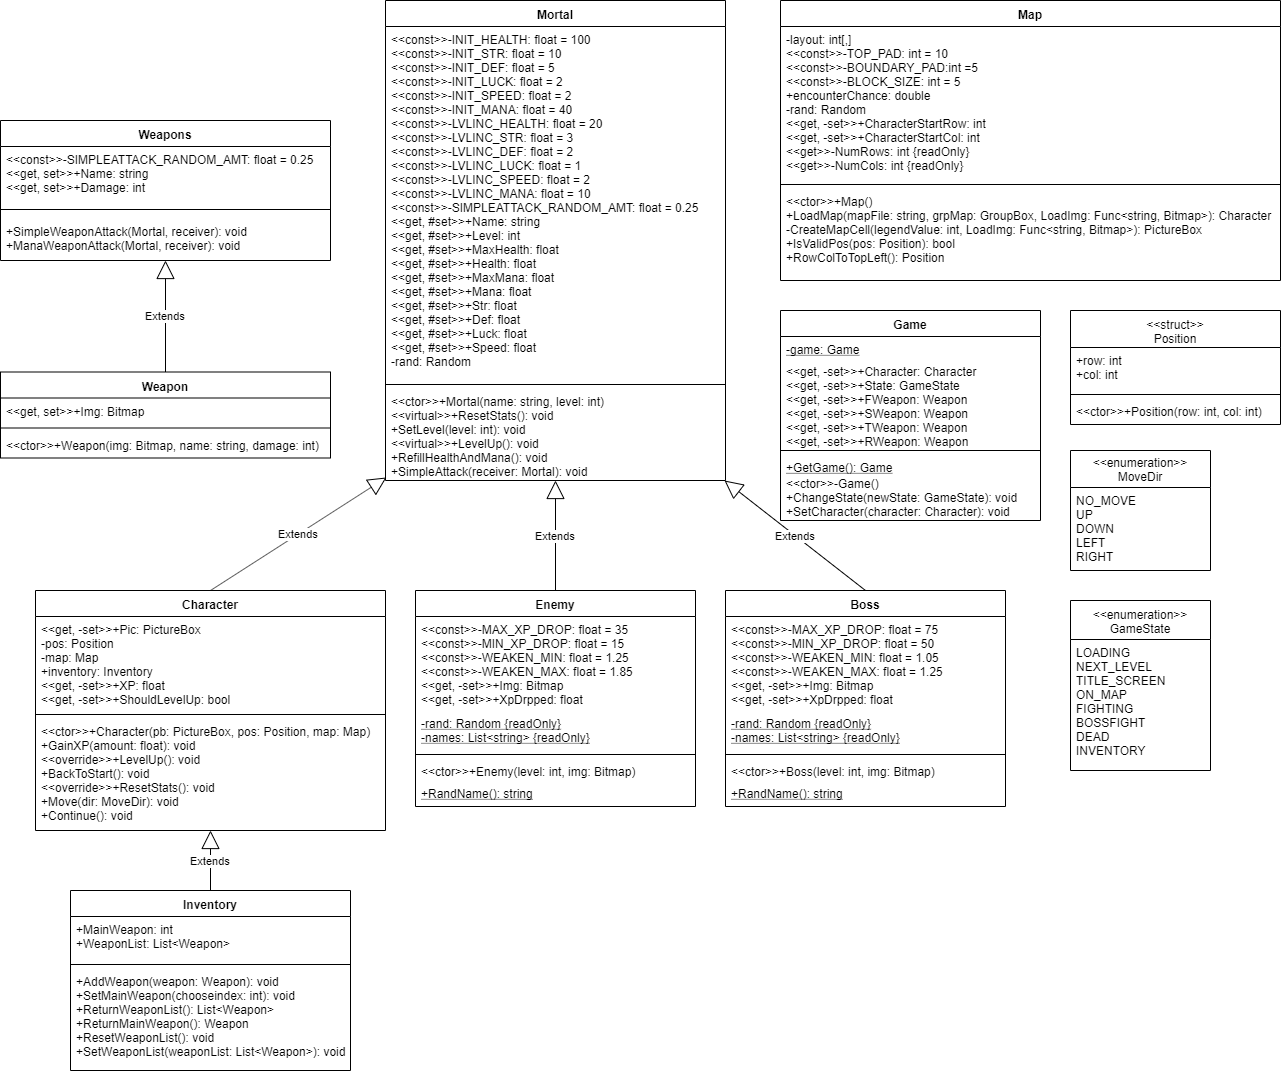 Mortal
<<const>>-INIT_HEALTH: float = 100
<<const>>-INIT_STR: float = 10
<<const>>-INIT_DEF: float = 5
<<const>>-INIT_LUCK: float = 2
<<const>>-INIT_SPEED: float = 2
<<const>>-INIT_MANA: float = 40
<<const>>-LVLINC_HEALTH: float = 20
<<const>>-LVLINC_STR: float = 3
<<const>>-LVLINC_DEF: float = 2
<<const>>-LVLINC_LUCK: float = 1
<<const>>-LVLINC_SPEED: float = 2
<<const>>-LVLINC_MANA: float = 10
<<const>>-SIMPLEATTACK_RANDOM_AMT: float = 0.25
<<get, #set>>+Name: string
<<get, #set>>+Level: int
<<get, #set>>+MaxHealth: float
<<get, #set>>+Health: float
<<get, #set>>+MaxMana: float
<<get, #set>>+Mana: float
<<get, #set>>+Str: float
<<get, #set>>+Def: float
<<get, #set>>+Luck: float
<<get, #set>>+Speed: float
-rand: Random
<<ctor>>+Mortal(name: string, level: int)
<<virtual>>+ResetStats(): void
+SetLevel(level: int): void
<<virtual>>+LevelUp(): void
+RefillHealthAndMana(): void
+SimpleAttack(receiver: Mortal): void
Map
-layout: int[,]
<<const>>-TOP_PAD: int = 10
<<const>>-BOUNDARY_PAD:int =5
<<const>>-BLOCK_SIZE: int = 5
+encounterChance: double
-rand: Random
<<get, -set>>+CharacterStartRow: int
<<get, -set>>+CharacterStartCol: int
<<get>>-NumRows: int {readOnly}
<<get>>-NumCols: int {readOnly}
<<ctor>>+Map()
+LoadMap(mapFile: string, grpMap: GroupBox, LoadImg: Func<string, Bitmap>): Character
-CreateMapCell(legendValue: int, LoadImg: Func<string, Bitmap>): PictureBox
+IsValidPos(pos: Position): bool
+RowColToTopLeft(): Position
Weapons
<<const>>-SIMPLEATTACK_RANDOM_AMT: float = 0.25
<<get, set>>+Name: string
<<get, set>>+Damage: int
+SimpleWeaponAttack(Mortal, receiver): void
+ManaWeaponAttack(Mortal, receiver): void
Extends
Weapon
<<get, set>>+Img: Bitmap
<<ctor>>+Weapon(img: Bitmap, name: string, damage: int)
Game
-game: Game
<<get, -set>>+Character: Character
<<get, -set>>+State: GameState
<<get, -set>>+FWeapon: Weapon
<<get, -set>>+SWeapon: Weapon
<<get, -set>>+TWeapon: Weapon
<<get, -set>>+RWeapon: Weapon
+GetGame(): Game
<<ctor>>-Game()
+ChangeState(newState: GameState): void
+SetCharacter(character: Character): void
<<struct>>
Position
+row: int
+col: int
<<ctor>>+Position(row: int, col: int)
<<enumeration>>
MoveDir
NO_MOVE
UP
DOWN
LEFT
RIGHT
<<enumeration>>
GameState
LOADING
NEXT_LEVEL
TITLE_SCREEN
ON_MAP
FIGHTING
BOSSFIGHT
DEAD
INVENTORY
Extends
Extends
Extends
Character
<<get, -set>>+Pic: PictureBox
-pos: Position
-map: Map
+inventory: Inventory
<<get, -set>>+XP: float
<<get, -set>>+ShouldLevelUp: bool
<<ctor>>+Character(pb: PictureBox, pos: Position, map: Map)
+GainXP(amount: float): void
<<override>>+LevelUp(): void
+BackToStart(): void
<<override>>+ResetStats(): void
+Move(dir: MoveDir): void
+Continue(): void
Enemy
<<const>>-MAX_XP_DROP: float = 35
<<const>>-MIN_XP_DROP: float = 15
<<const>>-WEAKEN_MIN: float = 1.25
<<const>>-WEAKEN_MAX: float = 1.85
<<get, -set>>+Img: Bitmap
<<get, -set>>+XpDrpped: float
-rand: Random {readOnly}
-names: List<string> {readOnly}
<<ctor>>+Enemy(level: int, img: Bitmap)
+RandName(): string
Boss
<<const>>-MAX_XP_DROP: float = 75
<<const>>-MIN_XP_DROP: float = 50
<<const>>-WEAKEN_MIN: float = 1.05
<<const>>-WEAKEN_MAX: float = 1.25
<<get, -set>>+Img: Bitmap
<<get, -set>>+XpDrpped: float
-rand: Random {readOnly}
-names: List<string> {readOnly}
<<ctor>>+Boss(level: int, img: Bitmap)
+RandName(): string
Extends
Inventory
+MainWeapon: int
+WeaponList: List<Weapon>
+AddWeapon(weapon: Weapon): void
+SetMainWeapon(chooseindex: int): void
+ReturnWeaponList(): List<Weapon>
+ReturnMainWeapon(): Weapon
+ResetWeaponList(): void
+SetWeaponList(weaponList: List<Weapon>): void